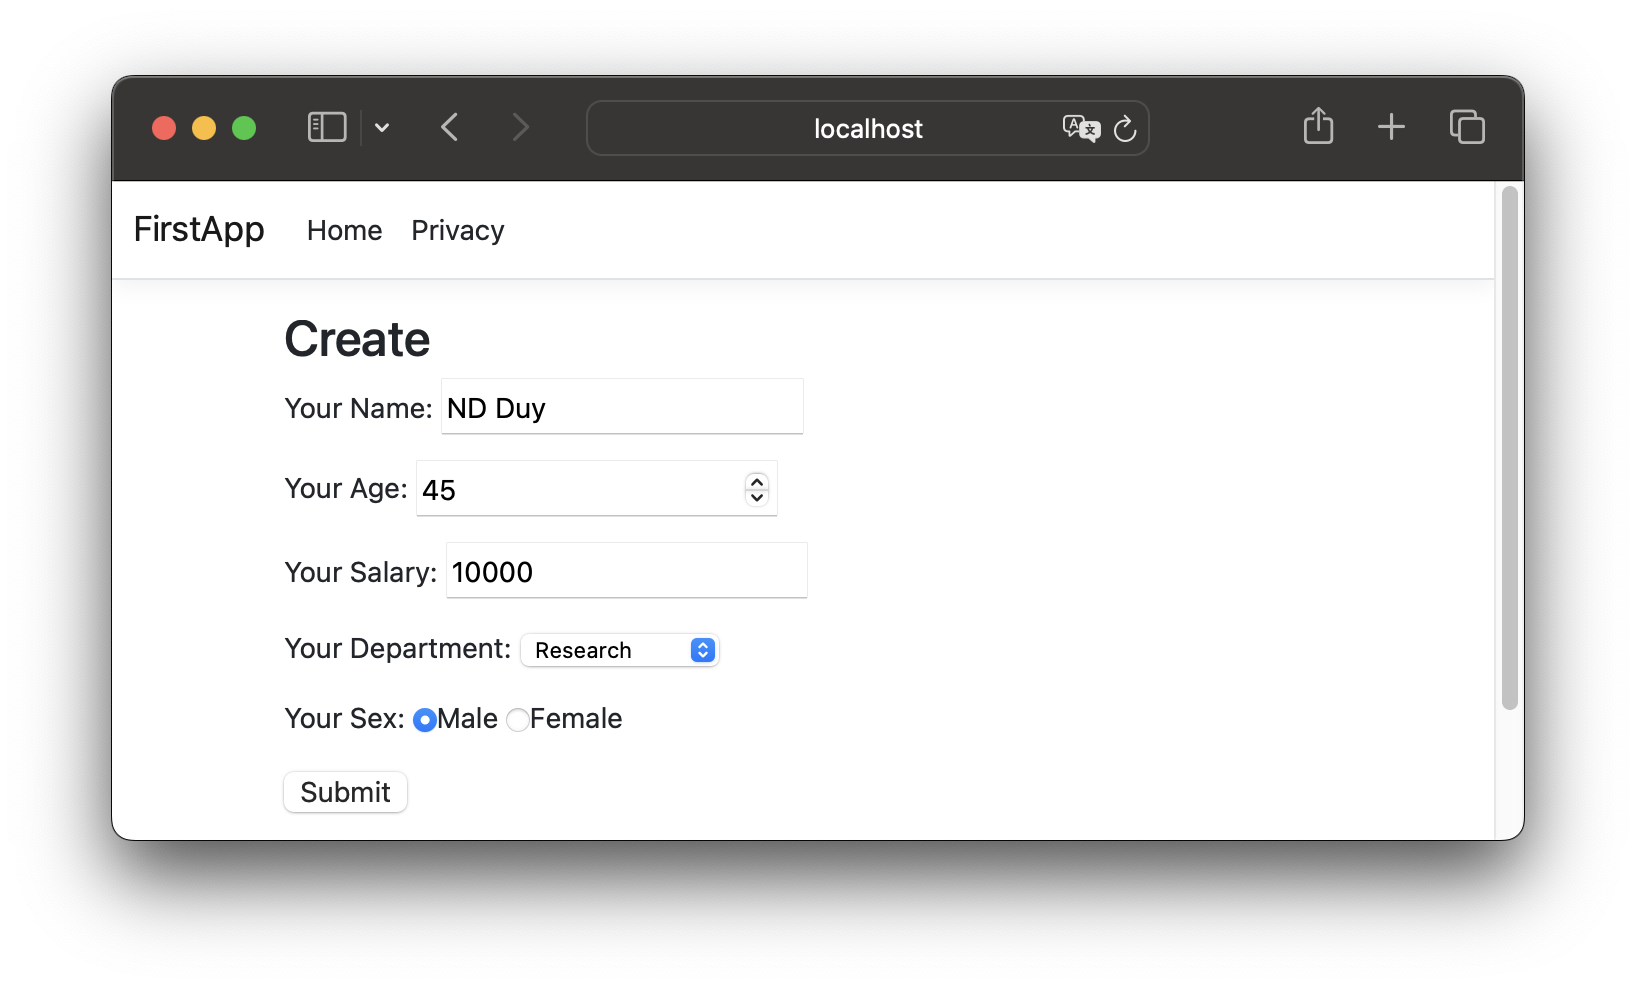 localhost
FirstApp Home Privacy
Create
Your Name: ND Duy
Your Age: 45
Your Salary: 10000
Your Department: Research
Your Sex: Male Female
Submit